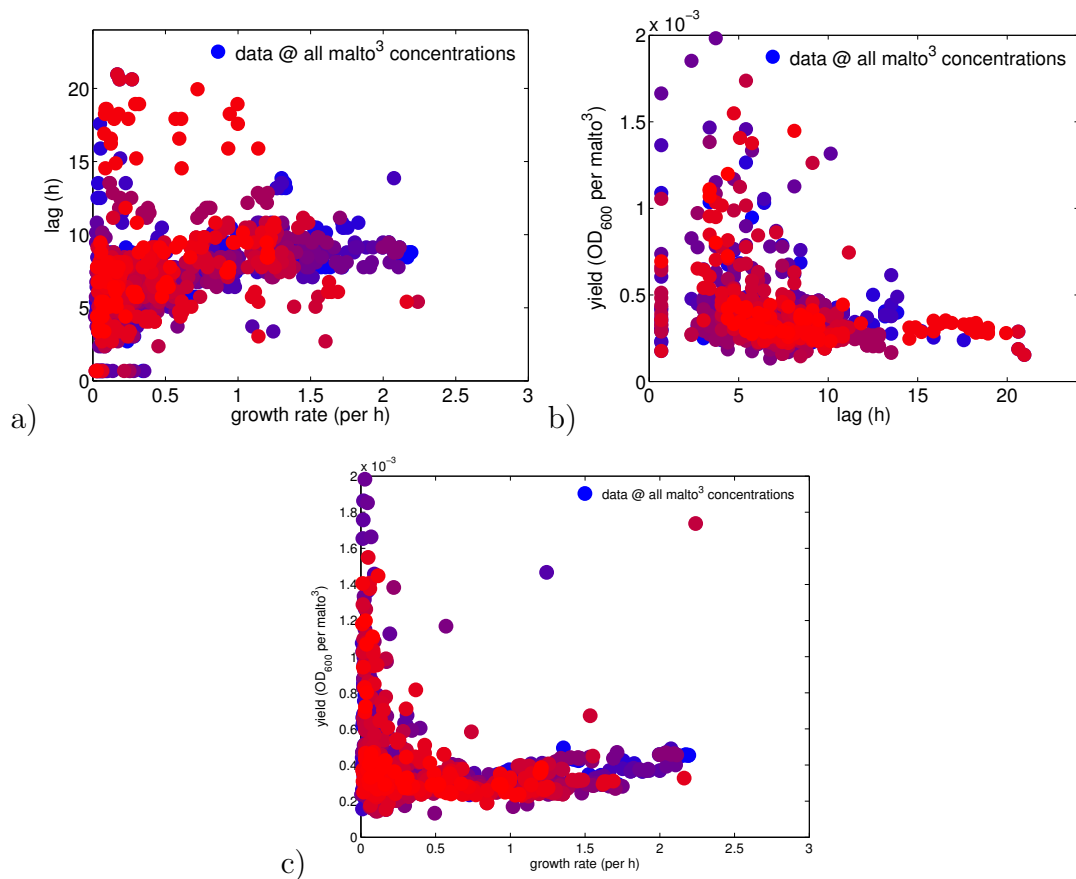 data @ all malto³ concentrations
lag (h)
20
15
10
5
0
0 0.5 1 1.5 2 2.5 3
growth rate (per h)
a)
2 x 10⁻³
data @ all malto³ concentrations
yield (OD₆₀₀ per malto³)
1.5
1
0.5
0
0 5 10 15 20
lag (h)
b)
x 10⁻³
2
data @ all malto³ concentrations
1.8
1.6
1.4
1.2
1
yield (OD₆₀₀ per malto³)
0.8
0.6
0.4
0.2
0
0 0.5 1 1.5 2 2.5 3
growth rate (per h)
c)